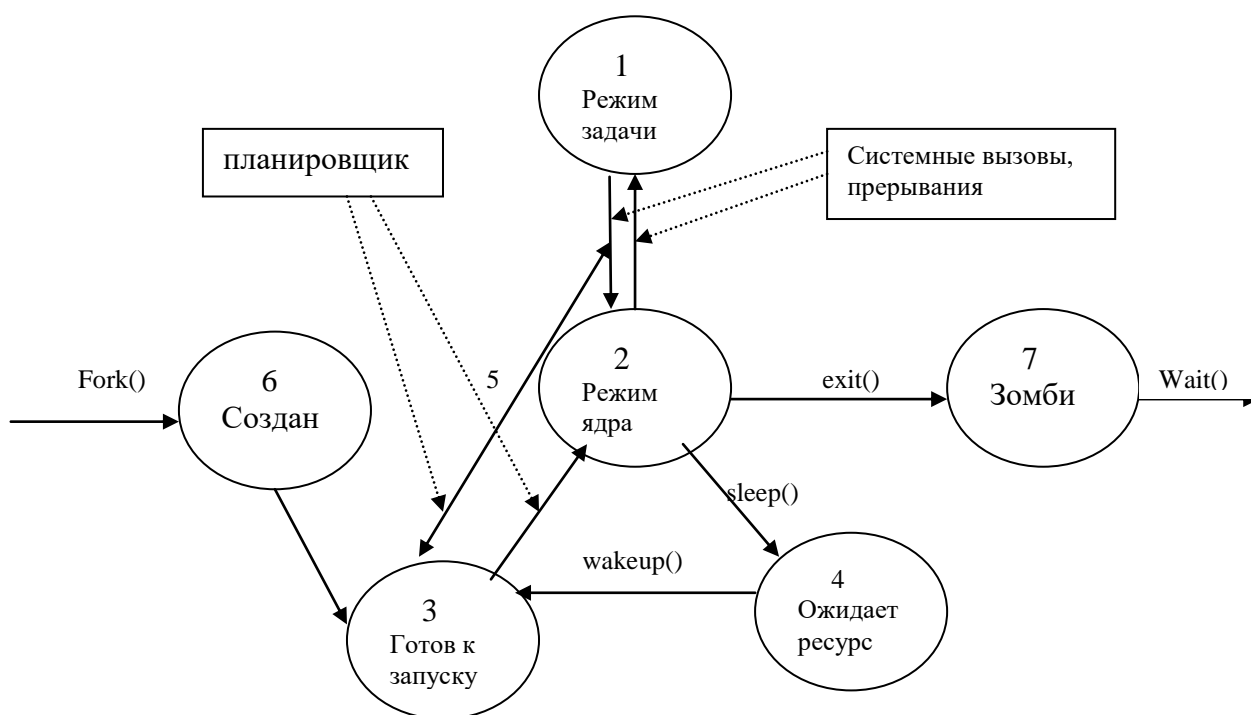 1
Режим
задачи
планировщик
Системные вызовы,
прерывания
Fork()
6
Создан
5
2
Режим
ядра
exit()
7
Зомби
Wait()
sleep()
wakeup()
3
Готов к
запуску
4
Ожидает
ресурс